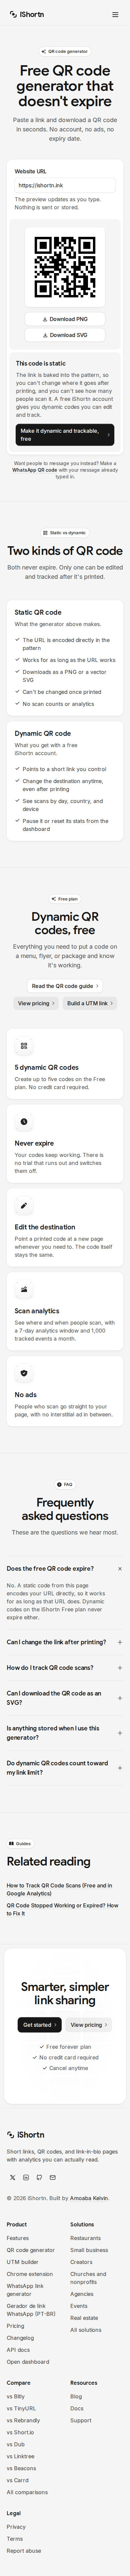 iShortn
QR code generator
Free QR code
generator that
doesn't expire
Paste a link and download a QR code
in seconds. No account, no ads, no
expiry date.
Website URL
https://ishortn.ink
The preview updates as you type.
Nothing is sent or stored.
Download PNG
Download SVG
This code is static
The link is baked into the pattern, so
you can't change where it goes after
printing, and you can't see how many
people scan it. A free iShortn account
gives you dynamic codes you can edit
and track.
Make it dynamic and trackable,
free
Want people to message you instead? Make a
WhatsApp QR code with your message already
typed in.
Static vs dynamic
Two kinds of QR code
Both never expire. Only one can be edited
and tracked after it's printed.
Static QR code
What the generator above makes.
The URL is encoded directly in the
pattern
Works for as long as the URL works
Downloads as a PNG or a vector
SVG
Can't be changed once printed
No scan counts or analytics
Dynamic QR code
What you get with a free
iShortn account.
Points to a short link you control
Change the destination anytime,
even after printing
See scans by day, country, and
device
Pause it or reset its stats from the
dashboard
Free plan
Dynamic QR
codes, free
Everything you need to put a code on
a menu, a flyer, or a package and know
it's working.
Read the QR code guide
View pricing
Build a UTM link
5 dynamic QR codes
Create up to five codes on the Free
plan. No credit card required.
Never expire
Your codes keep working. There is
no trial that runs out and switches
them off.
Edit the destination
Point a printed code at a new page
whenever you need to. The code itself
stays the same.
Scan analytics
See where and when people scan, with
a 7-day analytics window and 1,000
tracked events a month.
No ads
People who scan go straight to your
page, with no interstitial ad in between.
FAQ
Frequently
asked questions
These are the questions we hear most.
Does the free QR code expire?
No. A static code from this page
encodes your URL directly, so it works
for as long as that URL does. Dynamic
codes on the iShortn Free plan never
expire either.
Can I change the link after printing?
How do I track QR code scans?
Can I download the QR code as an
SVG?
Is anything stored when I use this
generator?
Do dynamic QR codes count toward
my link limit?
Guides
Related reading
How to Track QR Code Scans (Free and in
Google Analytics)
QR Code Stopped Working or Expired? How
to Fix It
Smarter, simpler
link sharing
Get started
View pricing
Free forever plan
No credit card required
Cancel anytime
iShortn
Short links, QR codes, and link-in-bio pages
with analytics you can actually read.
© 2026 iShortn. Built by Amoaba Kelvin.
Product
Features
QR code generator
UTM builder
Chrome extension
WhatsApp link
generator
Gerador de link
WhatsApp (PT-BR)
Pricing
Changelog
API docs
Open dashboard
Solutions
Restaurants
Small business
Creators
Churches and
nonprofits
Agencies
Events
Real estate
All solutions
Compare
vs Bitly
vs TinyURL
vs Rebrandly
vs Short.io
vs Dub
vs Linktree
vs Beacons
vs Carrd
All comparisons
Resources
Blog
Docs
Support
Legal
Privacy
Terms
Report abuse